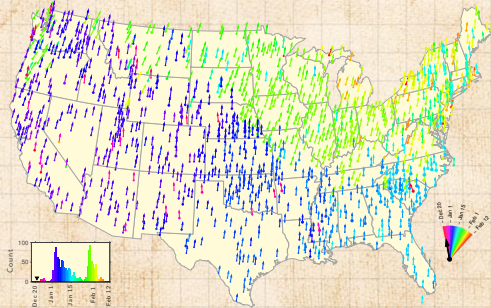 100
50
0
Count
Dec 20
Jan 1
Jan 15
Feb 1
Feb 12
- Dec 20
- Jan 1
- Jan 15
- Feb 1
- Feb 12